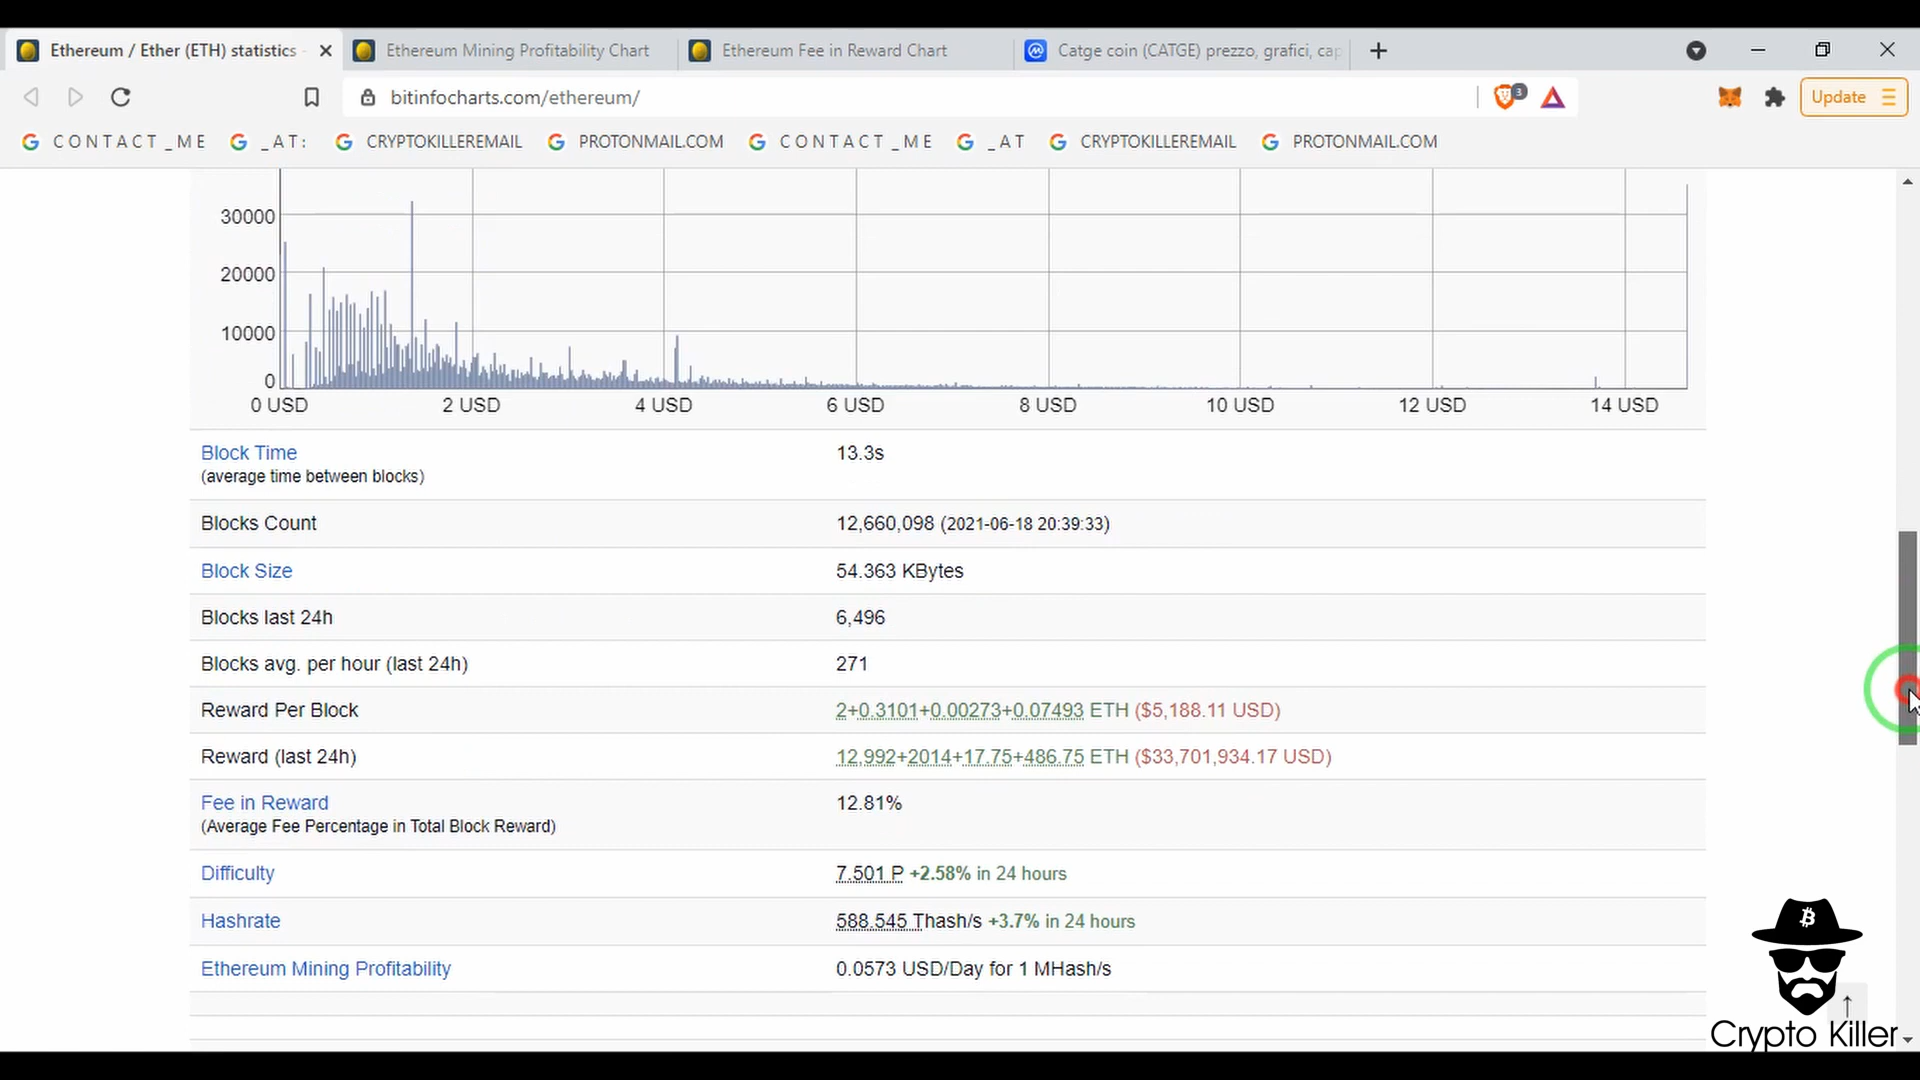 Ethereum / Ether (ETH) statistics
Ethereum Mining Profitability Chart
Ethereum Fee in Reward Chart
Catge coin (CATGE) prezzo, grafici, cap
bitinfocharts.com/ethereum/
3
Update
CONTACT_ME
_AT:
CRYPTOKILLEREMAIL
PROTONMAIL.COM
CONTACT_ME
_AT
CRYPTOKILLEREMAIL
PROTONMAIL.COM
30000
20000
10000
0
0 USD 2 USD 4 USD 6 USD 8 USD 10 USD 12 USD 14 USD
Block Time 13.3s
(average time between blocks)
Blocks Count 12,660,098 (2021-06-18 20:39:33)
Block Size 54.363 KBytes
Blocks last 24h 6,496
Blocks avg. per hour (last 24h) 271
Reward Per Block 2+0.3101+0.00273+0.07493 ETH ($5,188.11 USD)
Reward (last 24h) 12,992+2014+17.75+486.75 ETH ($33,701,934.17 USD)
Fee in Reward 12.81%
(Average Fee Percentage in Total Block Reward)
Difficulty 7.501 P +2.58% in 24 hours
Hashrate 588.545 Thash/s +3.7% in 24 hours
Ethereum Mining Profitability 0.0573 USD/Day for 1 MHash/s
Crypto Killer